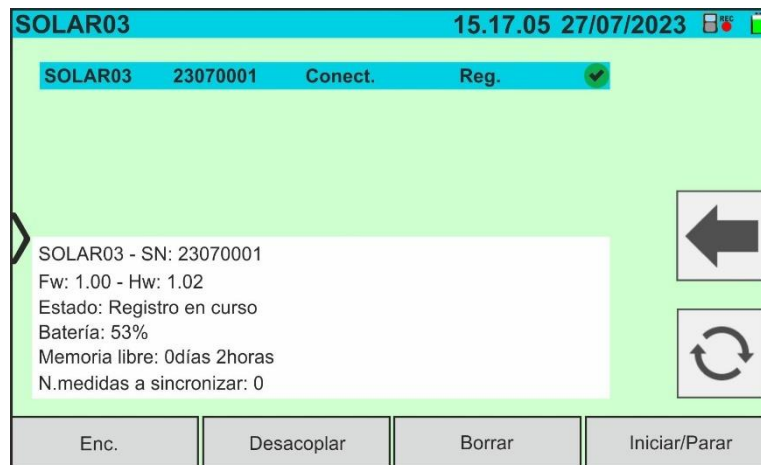 SOLAR03 15.17.05 27/07/2023 REC
SOLAR03 23070001 Conect. Reg.
SOLAR03 - SN: 23070001
Fw: 1.00 - Hw: 1.02
Estado: Registro en curso
Batería: 53%
Memoria libre: 0días 2horas
N.medidas a sincronizar: 0
Enc. Desacoplar Borrar Iniciar/Parar